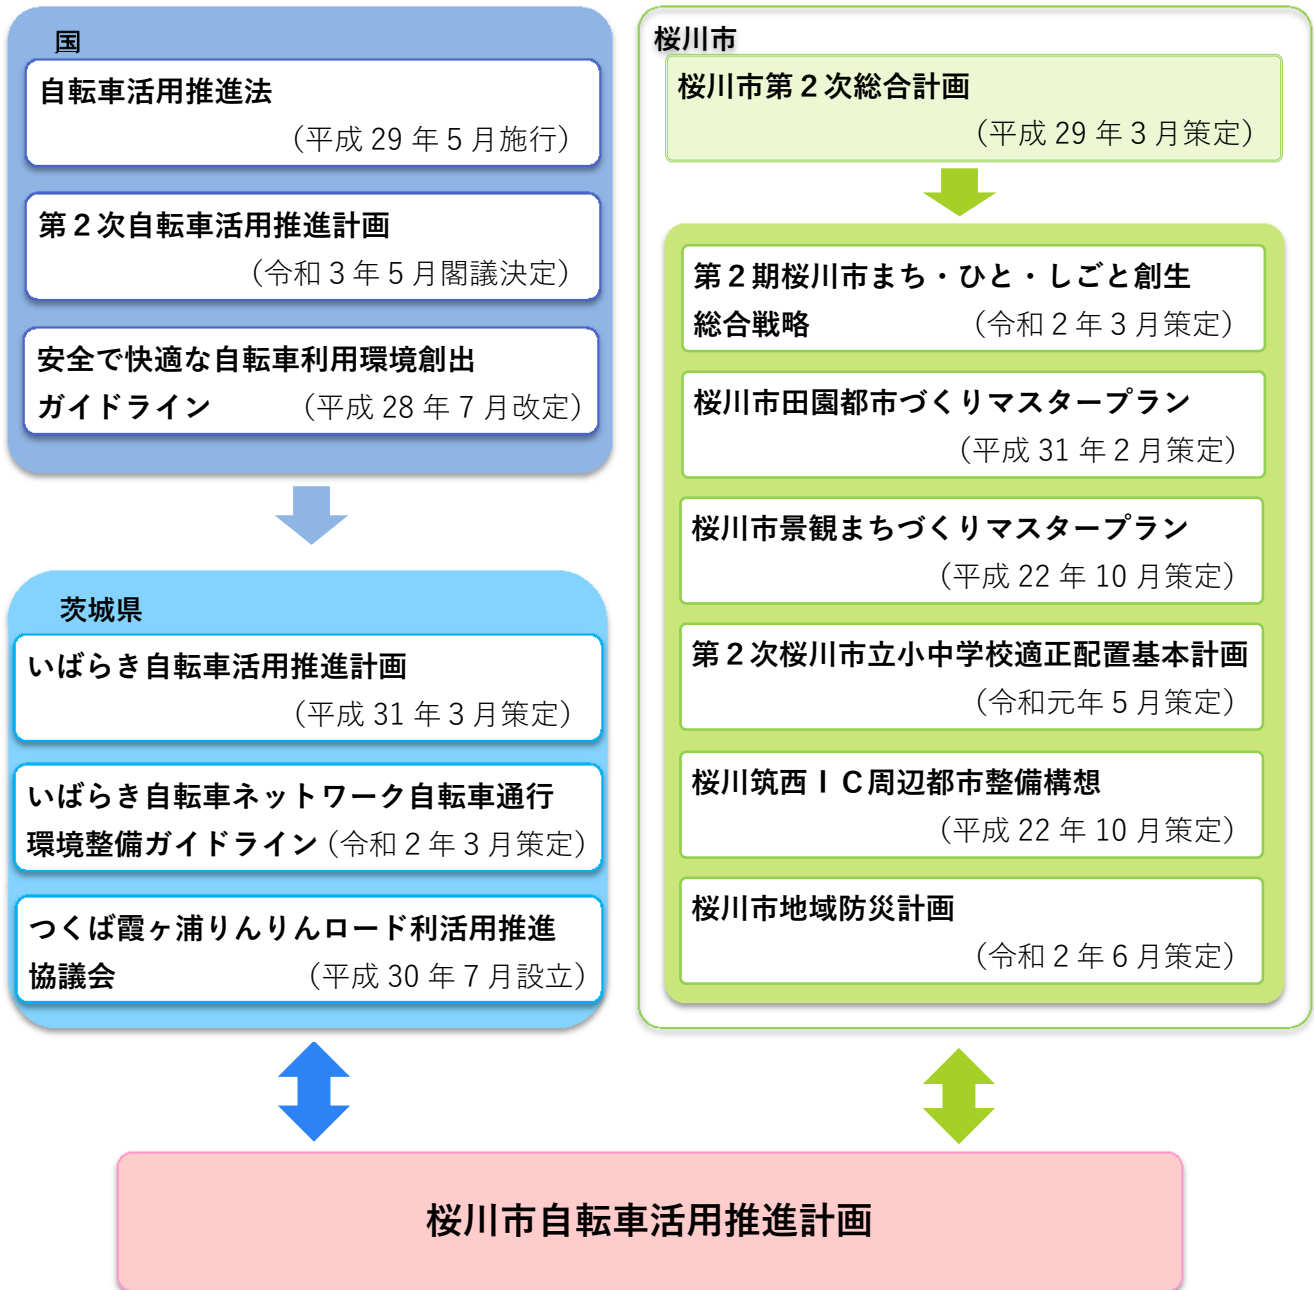 国
自転車活用推進法
（平成 29 年 5 月施行）
第２次自転車活用推進計画
（令和 3 年 5 月閣議決定）
安全で快適な自転車利用環境創出
ガイドライン （平成 28 年 7 月改定）
茨城県
いばらき自転車活用推進計画
（平成 31 年 3 月策定）
いばらき自転車ネットワーク自転車通行
環境整備ガイドライン（令和 2 年 3 月策定）
つくば霞ヶ浦りんりんロード利活用推進
協議会 （平成 30 年 7 月設立）
桜川市
桜川市第２次総合計画
（平成 29 年 3 月策定）
第２期桜川市まち・ひと・しごと創生
総合戦略 （令和 2 年 3 月策定）
桜川市田園都市づくりマスタープラン
（平成 31 年 2 月策定）
桜川市景観まちづくりマスタープラン
（平成 22 年 10 月策定）
第２次桜川市立小中学校適正配置基本計画
（令和元年 5 月策定）
桜川筑西ＩＣ周辺都市整備構想
（平成 22 年 10 月策定）
桜川市地域防災計画
（令和 2 年 6 月策定）
桜川市自転車活用推進計画